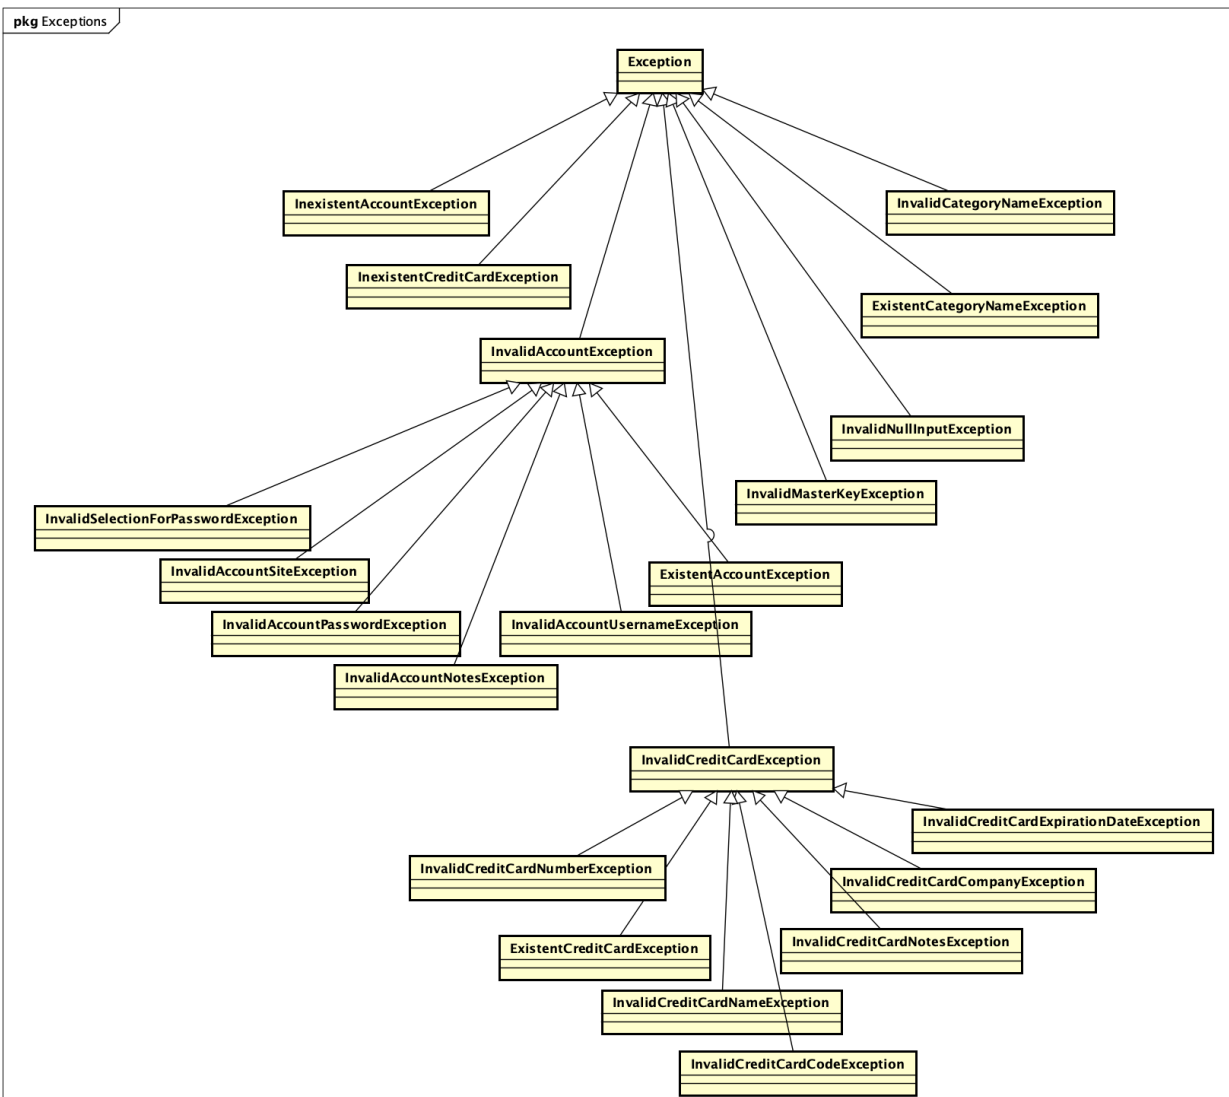 pkg Exceptions
Exception
InexistentAccountException
InvalidCategoryNameException
InexistentCreditCardException
ExistentCategoryNameException
InvalidAccountException
InvalidNullInputException
InvalidMasterKeyException
InvalidSelectionForPasswordException
InvalidAccountSiteException
ExistentAccountException
InvalidAccountPasswordException
InvalidAccountUsernameException
InvalidAccountNotesException
InvalidCreditCardException
InvalidCreditCardExpirationDateException
InvalidCreditCardNumberException
InvalidCreditCardCompanyException
InvalidCreditCardNotesException
ExistentCreditCardException
InvalidCreditCardNameException
InvalidCreditCardCodeException